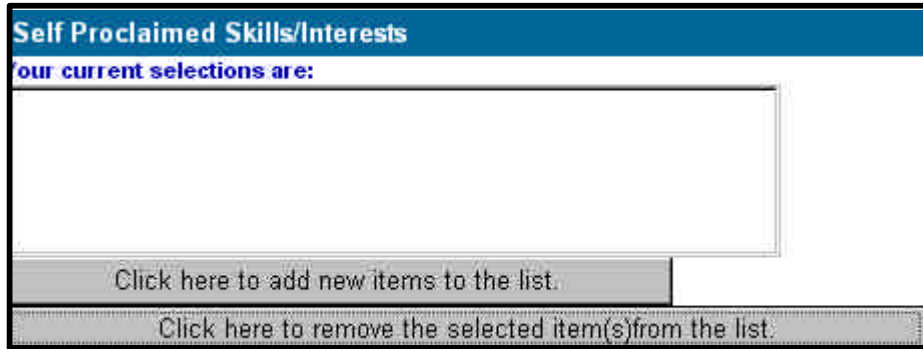 Self Proclaimed Skills/Interests
Your current selections are:
Click here to add new items to the list.
Click here to remove the selected item(s)from the list.